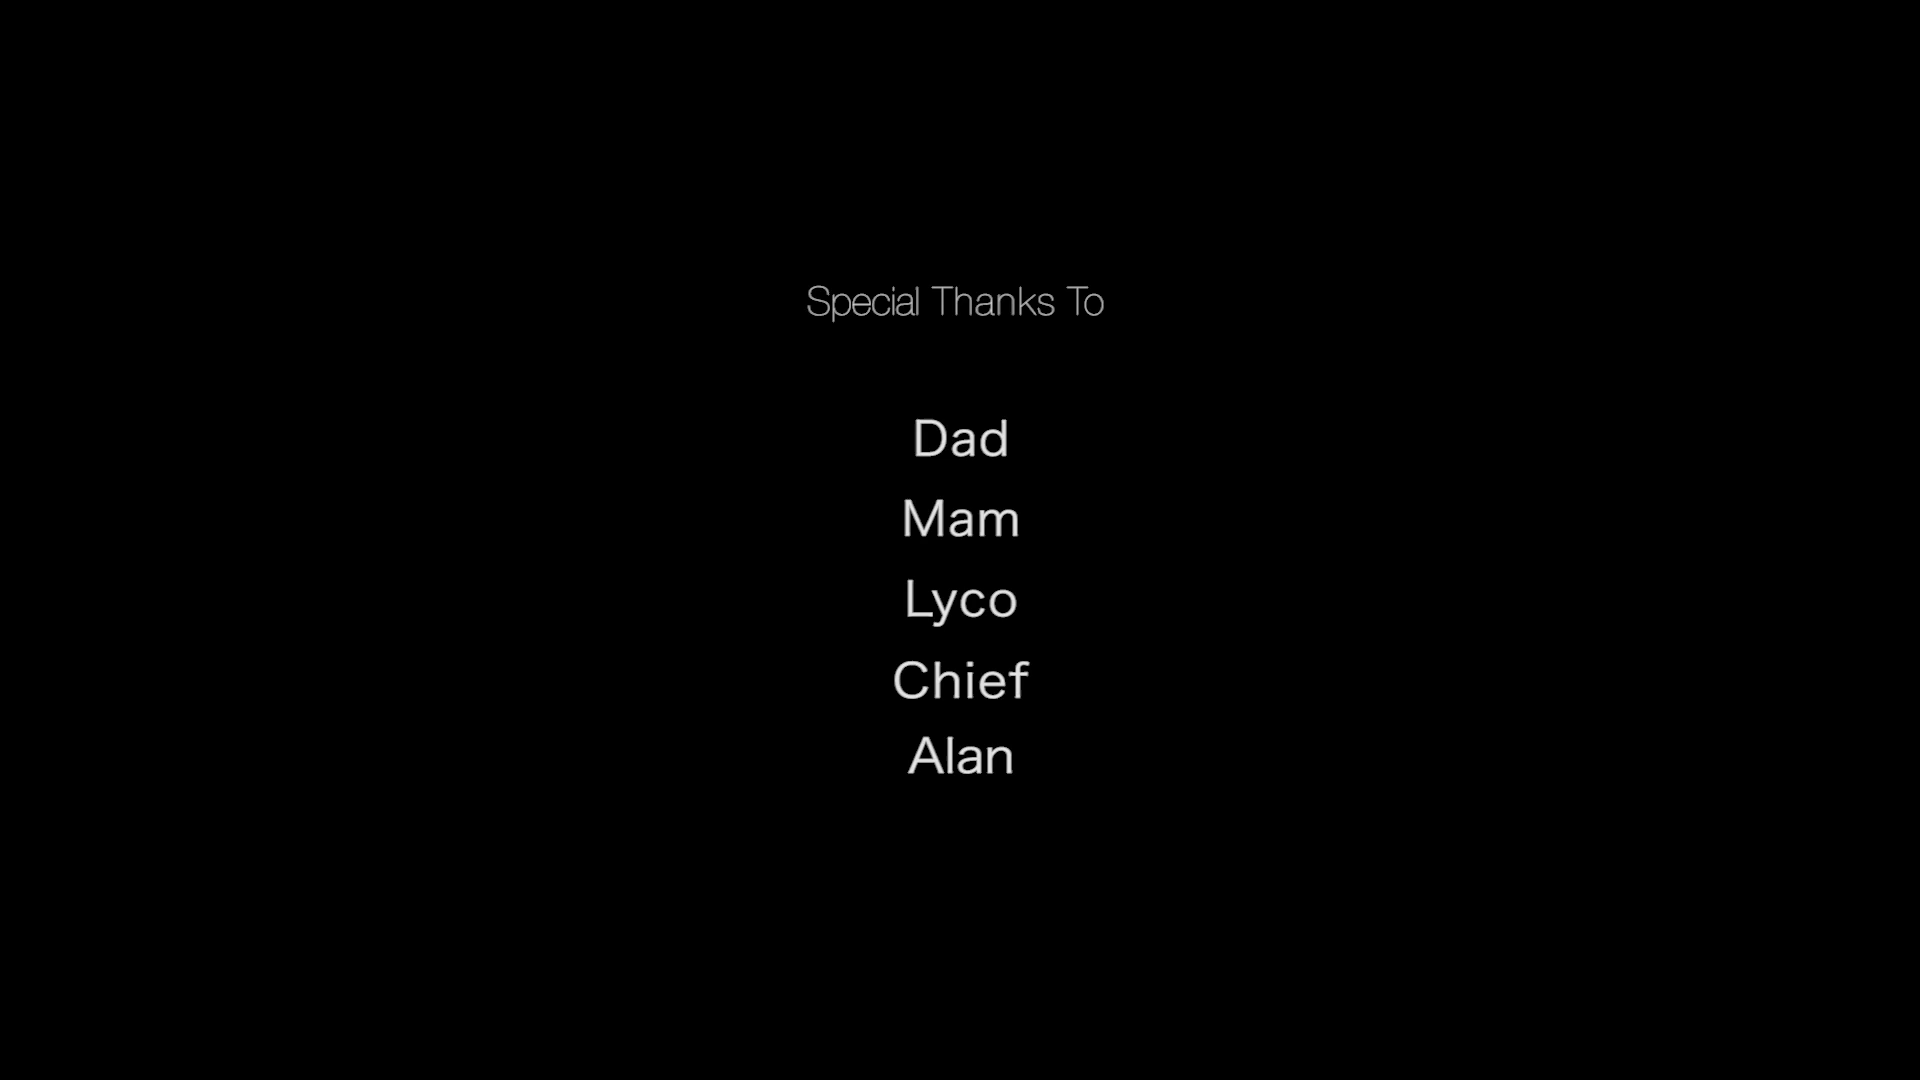 Special Thanks To
Dad
Mam
Lyco
Chief
Alan